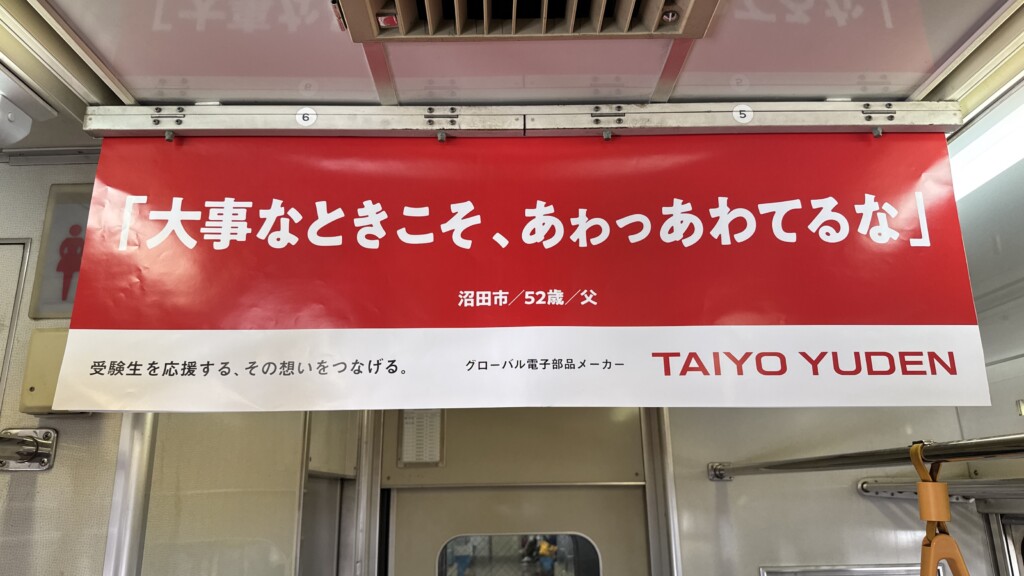 6
5
「大事なときこそ、あわっあわてるな」
沼田市／52歳／父
受験生を応援する、その想いをつなげる。
グローバル電子部品メーカー
TAIYO YUDEN